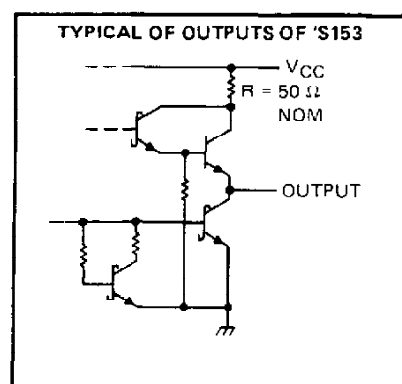 TYPICAL OF OUTPUTS OF 'S153
VCC
R = 50 Ω
NOM
OUTPUT